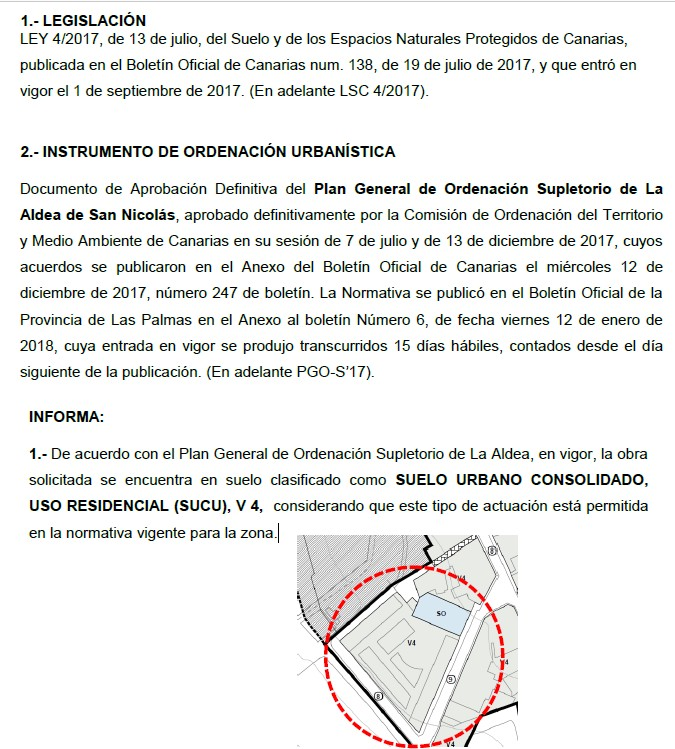 1.- LEGISLACIÓN
LEY 4/2017, de 13 de julio, del Suelo y de los Espacios Naturales Protegidos de Canarias,
publicada en el Boletín Oficial de Canarias num. 138, de 19 de julio de 2017, y que entró en
vigor el 1 de septiembre de 2017. (En adelante LSC 4/2017).
2.- INSTRUMENTO DE ORDENACIÓN URBANÍSTICA
Documento de Aprobación Definitiva del Plan General de Ordenación Supletorio de La
Aldea de San Nicolás, aprobado definitivamente por la Comisión de Ordenación del Territorio
y Medio Ambiente de Canarias en su sesión de 7 de julio y de 13 de diciembre de 2017, cuyos
acuerdos se publicaron en el Anexo del Boletín Oficial de Canarias el miércoles 12 de
diciembre de 2017, número 247 de boletín. La Normativa se publicó en el Boletín Oficial de la
Provincia de Las Palmas en el Anexo al boletín Número 6, de fecha viernes 12 de enero de
2018, cuya entrada en vigor se produjo transcurridos 15 días hábiles, contados desde el día
siguiente de la publicación. (En adelante PGO-S'17).
INFORMA:
1.- De acuerdo con el Plan General de Ordenación Supletorio de La Aldea, en vigor, la obra
solicitada se encuentra en suelo clasificado como SUELO URBANO CONSOLIDADO,
USO RESIDENCIAL (SUCU), V 4, considerando que este tipo de actuación está permitida
en la normativa vigente para la zona.
8
V4
SO
V4
V4
9
8
V4